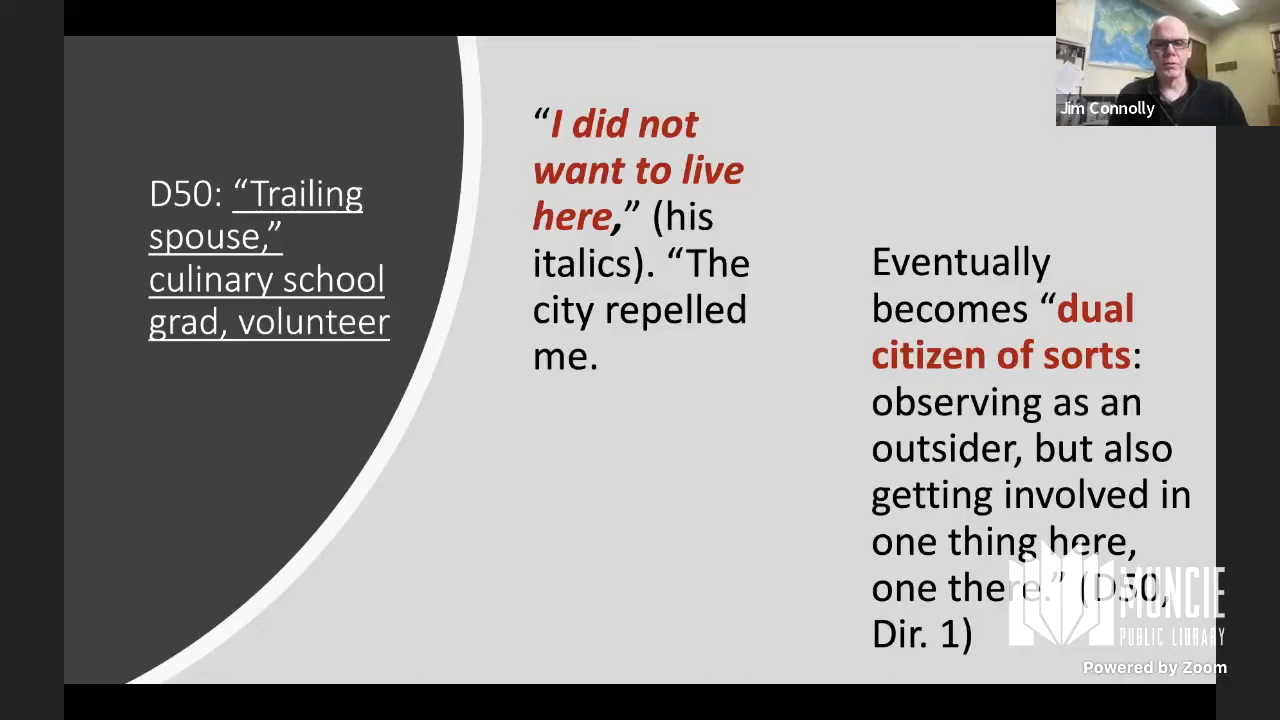 D50: “Trailing
spouse,”
culinary school
grad, volunteer
“I did not
want to live
here,” (his
italics). “The
city repelled
me.
Eventually
becomes “dual
citizen of sorts:
observing as an
outsider, but also
getting involved in
one thing here,
one there.” (D50,
Dir. 1)
Jim Connolly
MUNCIE
PUBLIC LIBRARY
Powered by Zoom